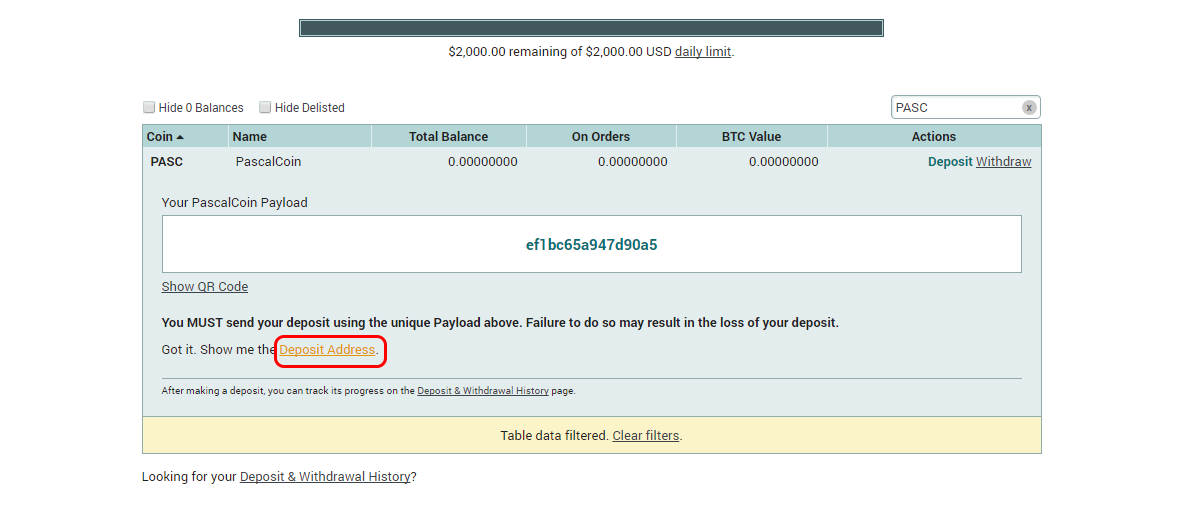 $2,000.00 remaining of $2,000.00 USD daily limit.
Hide 0 Balances Hide Delisted PASC x
Coin Name Total Balance On Orders BTC Value Actions
PASC PascalCoin 0.00000000 0.00000000 0.00000000 Deposit Withdraw
Your PascalCoin Payload
ef1bc65a947d90a5
Show QR Code
You MUST send your deposit using the unique Payload above. Failure to do so may result in the loss of your deposit.
Got it. Show me the Deposit Address.
After making a deposit, you can track its progress on the Deposit & Withdrawal History page.
Table data filtered. Clear filters.
Looking for your Deposit & Withdrawal History?